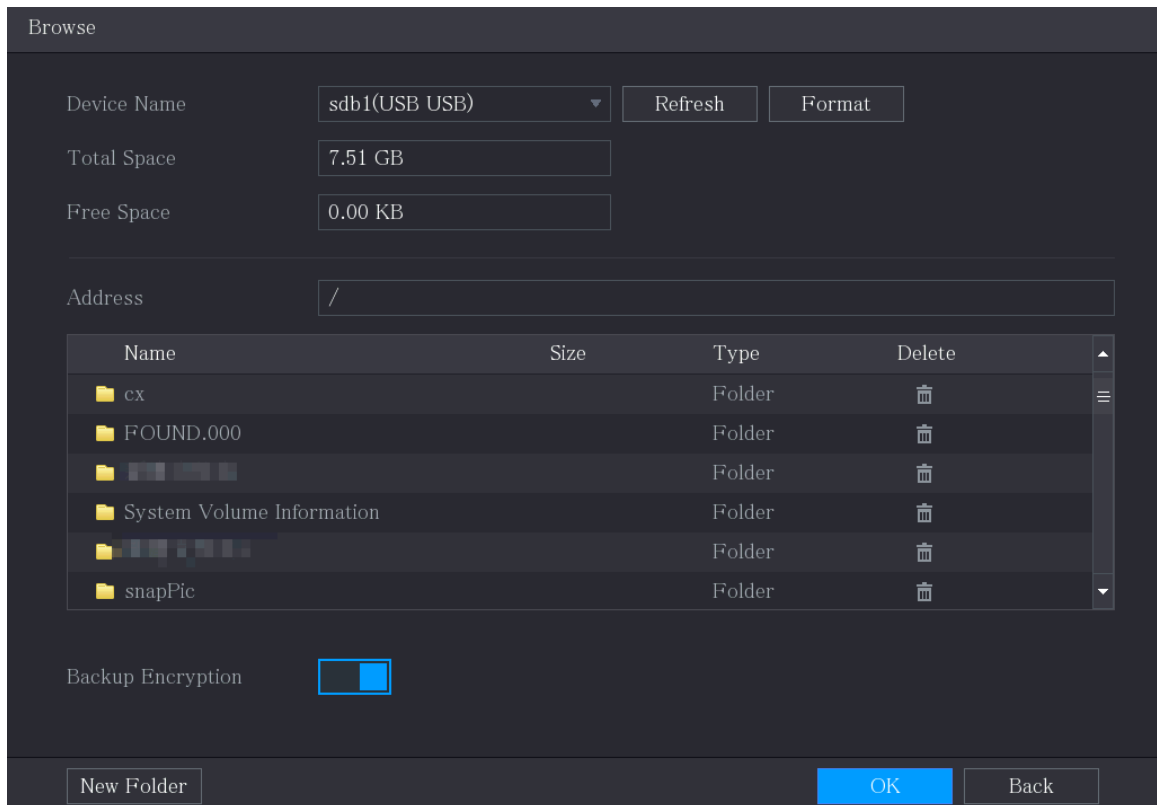 Browse
Device Name sdb1(USB USB) Refresh Format
Total Space 7.51 GB
Free Space 0.00 KB
Address /
Name Size Type Delete
cx Folder
FOUND.000 Folder
Folder
System Volume Information Folder
Folder
snapPic Folder
Backup Encryption
New Folder OK Back